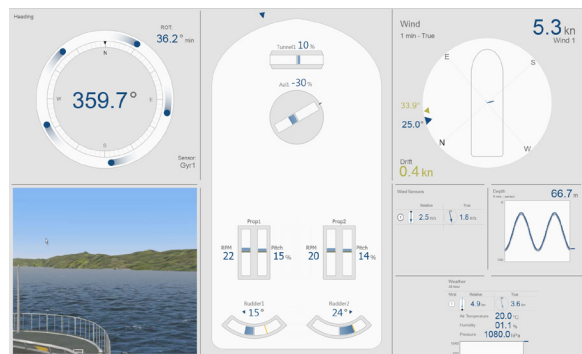 Heading
ROT:
36.2° min
N
W
E
S
359.7°
Sensor
Gyr1
Tunnel1 10 %
Azi1 -30%
Prop1
Prop2
RPM
22
Pitch
15 %
RPM
20
Pitch
14 %
Rudder1
15°
Rudder2
24°
Wind
1 min - True
5.3 kn
Wind 1
E
S
N
W
33.9°
25.0°
Drift
0.4 kn
Wind Sensors
Relative
True
2.5 m/s
1.8 m/s
Depth
66.7 m
Weather
Wind
Relative
True
4.9 kn
3.6 kn
Air Temperature 20.0 °C
Humidity 01.1 %
Pressure 1080.0 hPa